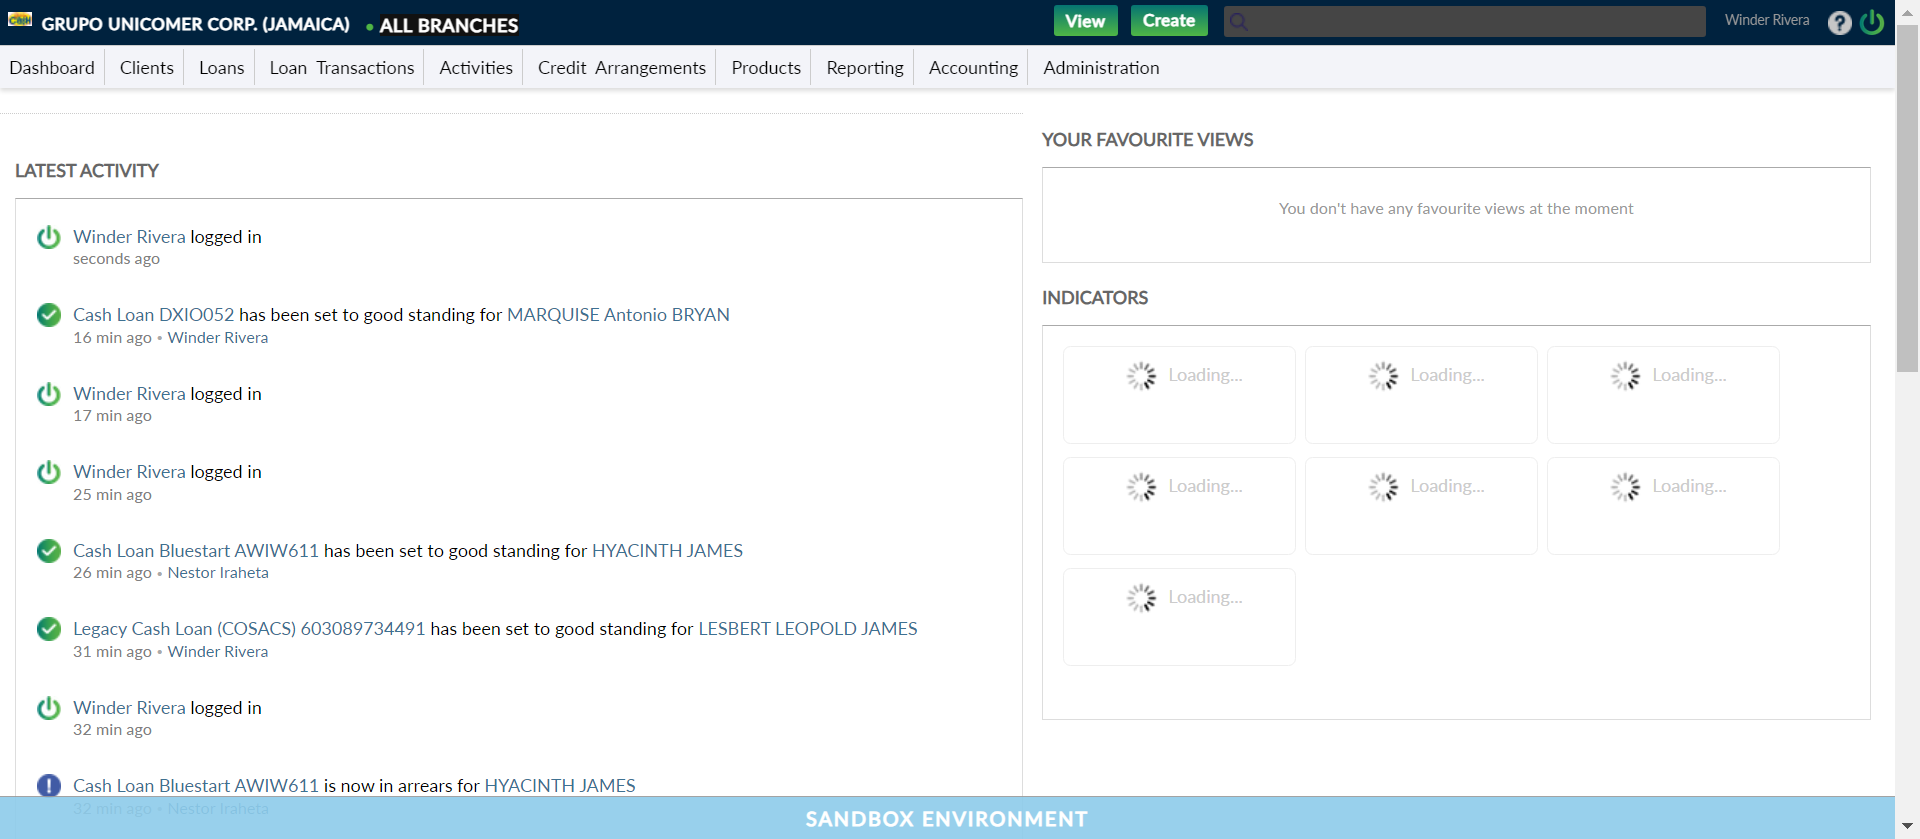 Cash GRUPO UNICOMER CORP. (JAMAICA) • ALL BRANCHES View Create Winder Rivera ?
Dashboard Clients Loans Loan Transactions Activities Credit Arrangements Products Reporting Accounting Administration
LATEST ACTIVITY
Winder Rivera logged in
seconds ago
Cash Loan DXIO052 has been set to good standing for MARQUISE Antonio BRYAN
16 min ago • Winder Rivera
Winder Rivera logged in
17 min ago
Winder Rivera logged in
25 min ago
Cash Loan Bluestart AWIW611 has been set to good standing for HYACINTH JAMES
26 min ago • Nestor Iraheta
Legacy Cash Loan (COSACS) 603089734491 has been set to good standing for LESBERT LEOPOLD JAMES
31 min ago • Winder Rivera
Winder Rivera logged in
32 min ago
Cash Loan Bluestart AWIW611 is now in arrears for HYACINTH JAMES
32 min ago • Nestor Iraheta
YOUR FAVOURITE VIEWS
You don't have any favourite views at the moment
INDICATORS
Loading... Loading... Loading...
Loading... Loading... Loading...
Loading...
SANDBOX ENVIRONMENT